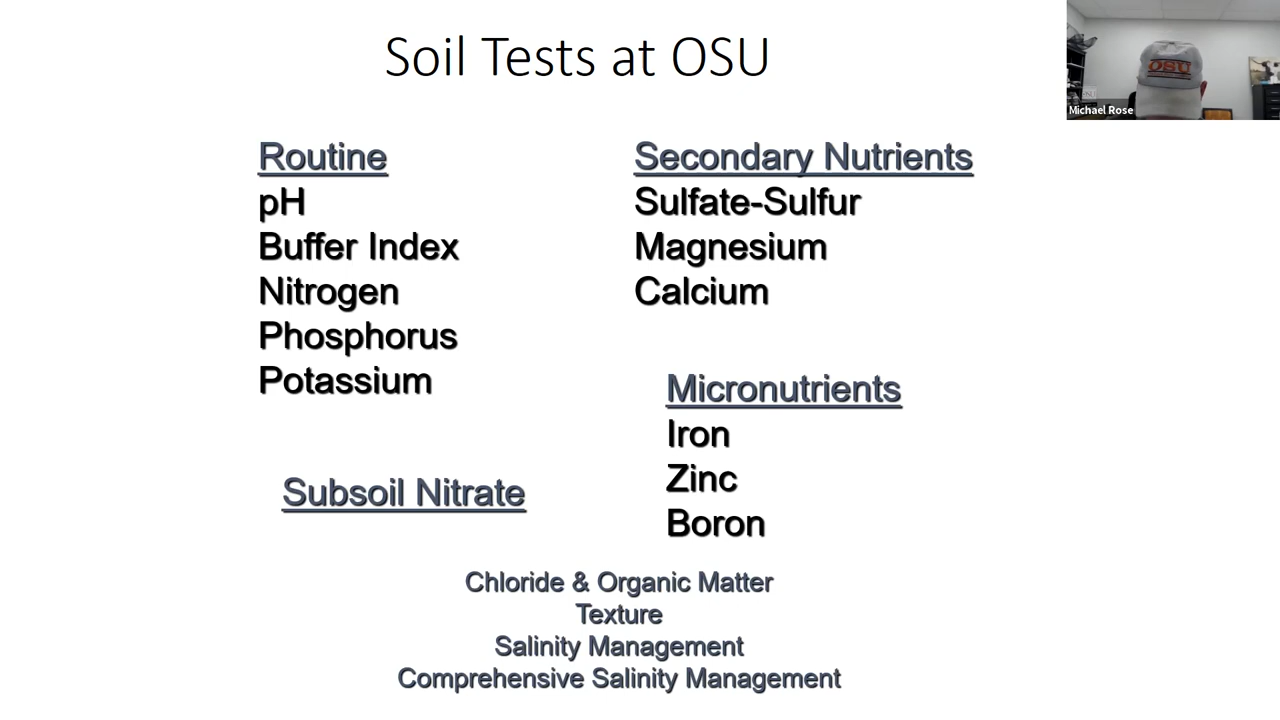 Soil Tests at OSU
OSU
Michael Rose
Routine
pH
Buffer Index
Nitrogen
Phosphorus
Potassium
Secondary Nutrients
Sulfate-Sulfur
Magnesium
Calcium
Micronutrients
Iron
Zinc
Boron
Subsoil Nitrate
Chloride & Organic Matter
Texture
Salinity Management
Comprehensive Salinity Management